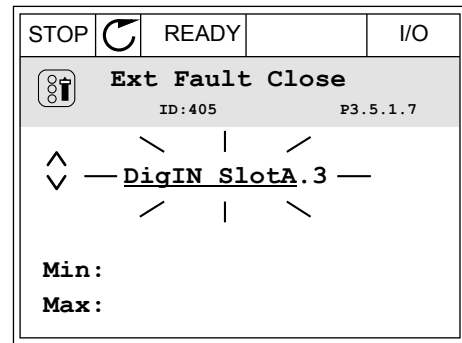 STOP READY I/O
Ext Fault Close
ID:405 P3.5.1.7
DigIN SlotA.3
Min:
Max: